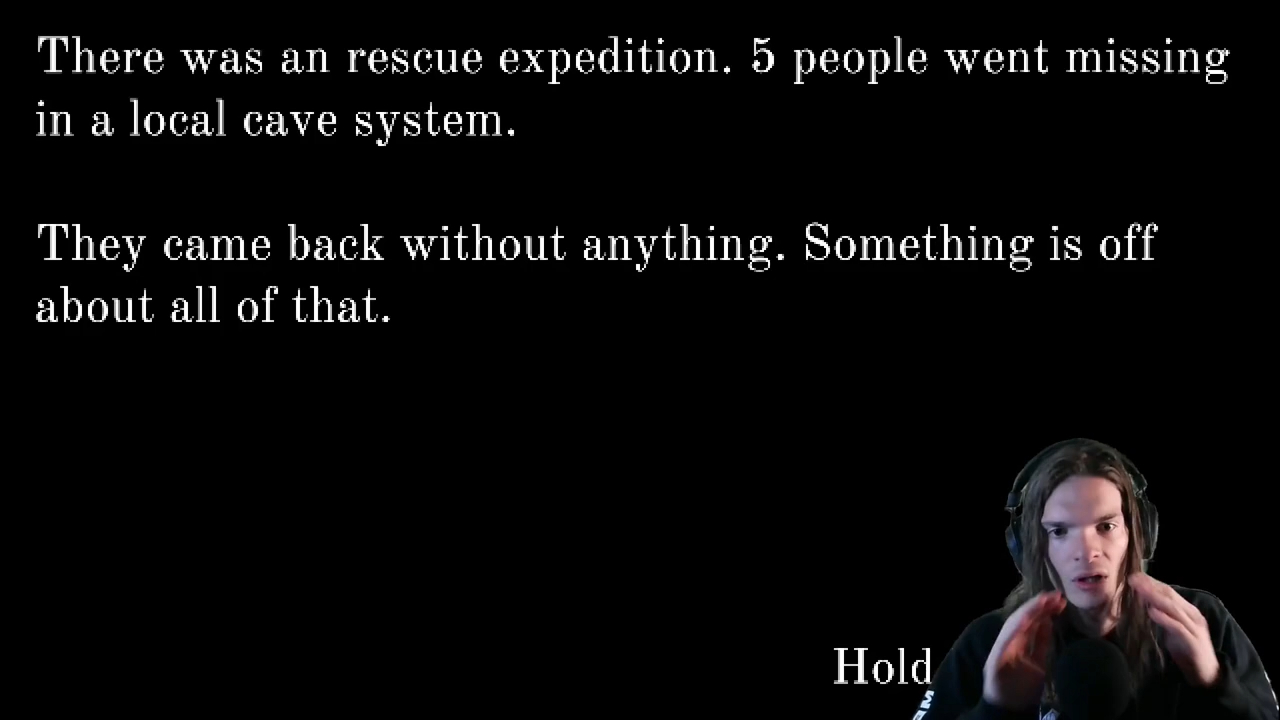 There was an rescue expedition. 5 people went missing
in a local cave system.
They came back without anything. Something is off
about all of that.
Hold